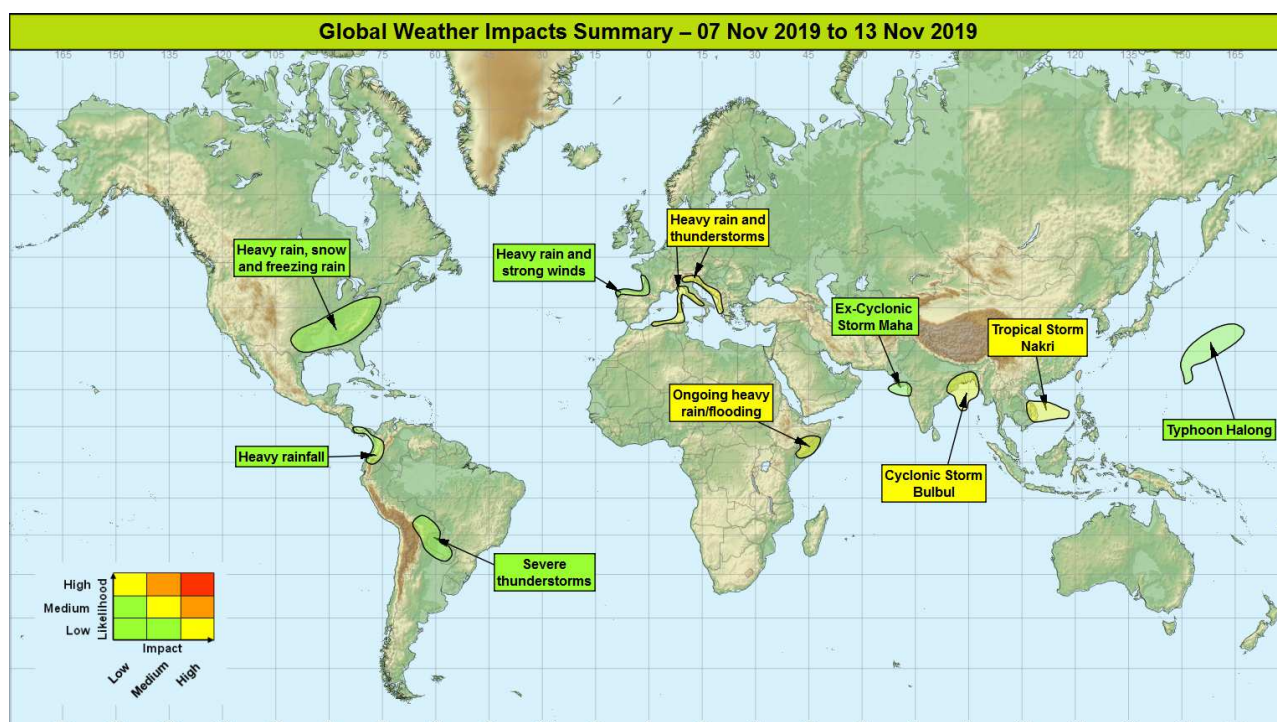 Global Weather Impacts Summary – 07 Nov 2019 to 13 Nov 2019
Heavy rain, snow
and freezing rain
Heavy rain and
strong winds
Heavy rain and
thunderstorms
Ex-Cyclonic
Storm Maha
Tropical Storm
Nakri
Ongoing heavy
rain/flooding
Typhoon Halong
Heavy rainfall
Cyclonic Storm
Bulbul
Severe
thunderstorms
High
Medium
Low
Likelihood
Impact
Low
Medium
High